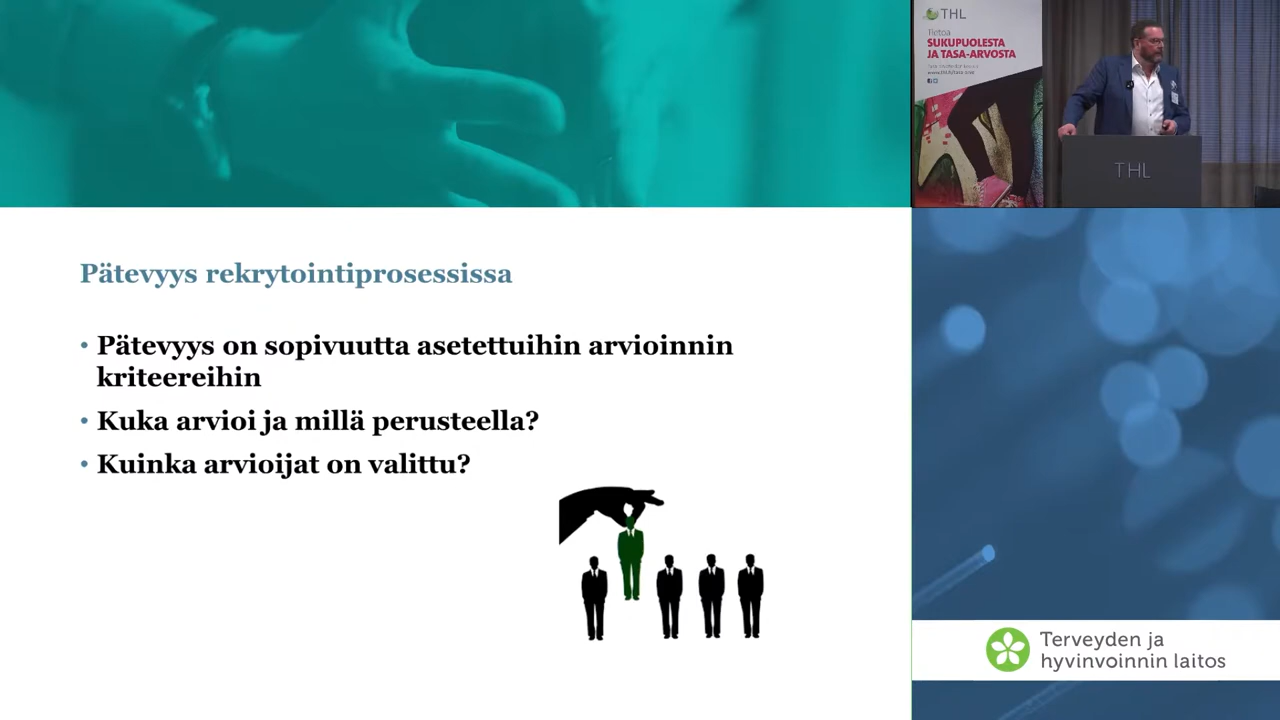 THL
Tietoa
SUKUPUOLESTA
JA TASA-ARVOSTA
THL
Pätevyys rekrytointiprosessissa
• Pätevyys on sopivuutta asetettuihin arvioinnin
kriteereihin
• Kuka arvioi ja millä perusteella?
• Kuinka arvioijat on valittu?
Terveyden ja
hyvinvoinnin laitos